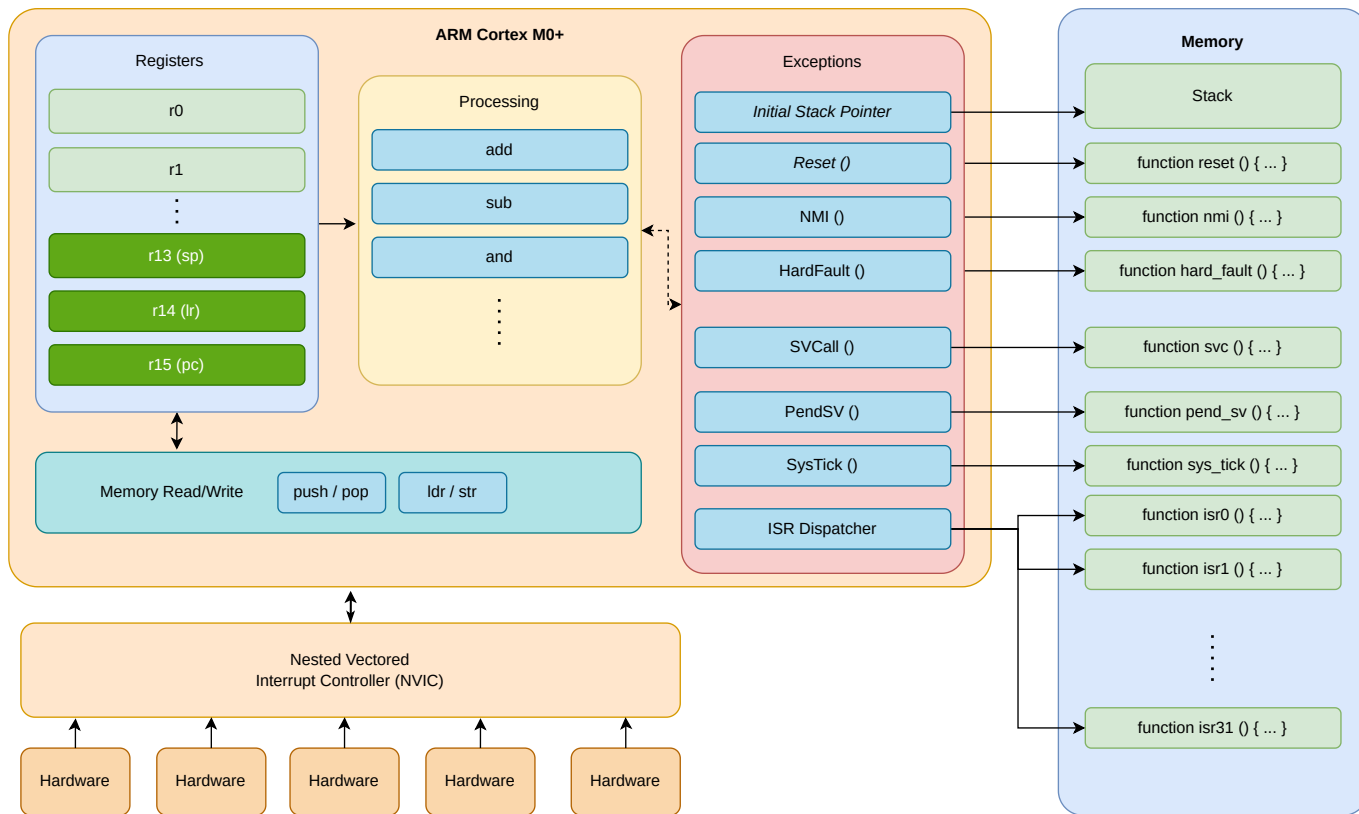 ARM Cortex M0+
Registers
r0
r1
r13 (sp)
r14 (lr)
r15 (pc)
Processing
add
sub
and
Exceptions
Initial Stack Pointer
Reset ()
NMI ()
HardFault ()
SVCall ()
PendSV ()
SysTick ()
ISR Dispatcher
Memory Read/Write
push / pop
ldr / str
Memory
Stack
function reset () { ... }
function nmi () { ... }
function hard_fault () { ... }
function svc () { ... }
function pend_sv () { ... }
function sys_tick () { ... }
function isr0 () { ... }
function isr1 () { ... }
function isr31 () { ... }
Nested Vectored
Interrupt Controller (NVIC)
Hardware
Hardware
Hardware
Hardware
Hardware